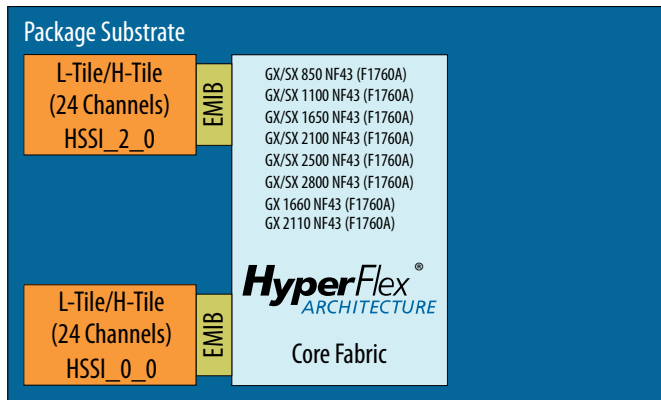 Package Substrate
L-Tile/H-Tile
(24 Channels)
HSSI_2_0
EMIB
GX/SX 850 NF43 (F1760A)
GX/SX 1100 NF43 (F1760A)
GX/SX 1650 NF43 (F1760A)
GX/SX 2100 NF43 (F1760A)
GX/SX 2500 NF43 (F1760A)
GX/SX 2800 NF43 (F1760A)
GX 1660 NF43 (F1760A)
GX 2110 NF43 (F1760A)
HyperFlex®
ARCHITECTURE
Core Fabric
L-Tile/H-Tile
(24 Channels)
HSSI_0_0
EMIB